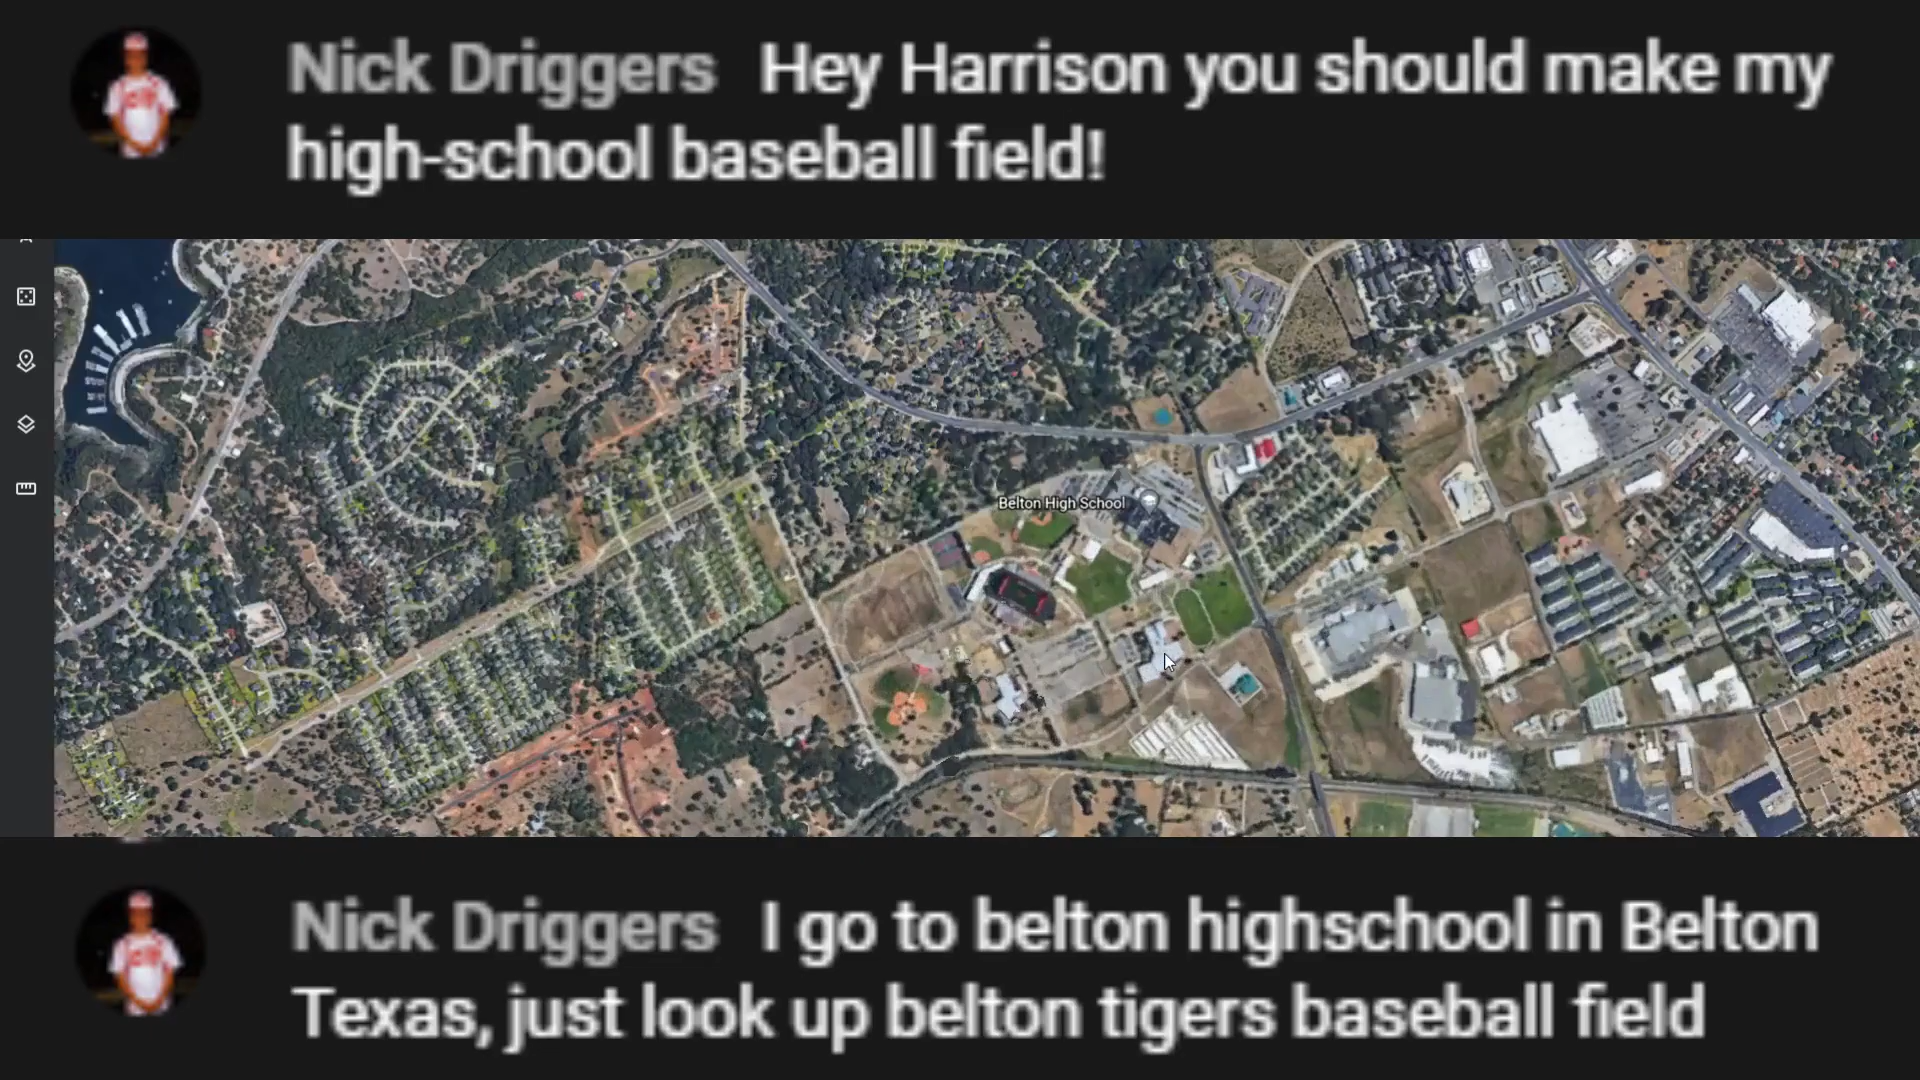 Nick Driggers Hey Harrison you should make my
high-school baseball field!
Belton High School
Nick Driggers I go to belton highschool in Belton
Texas, just look up belton tigers baseball field